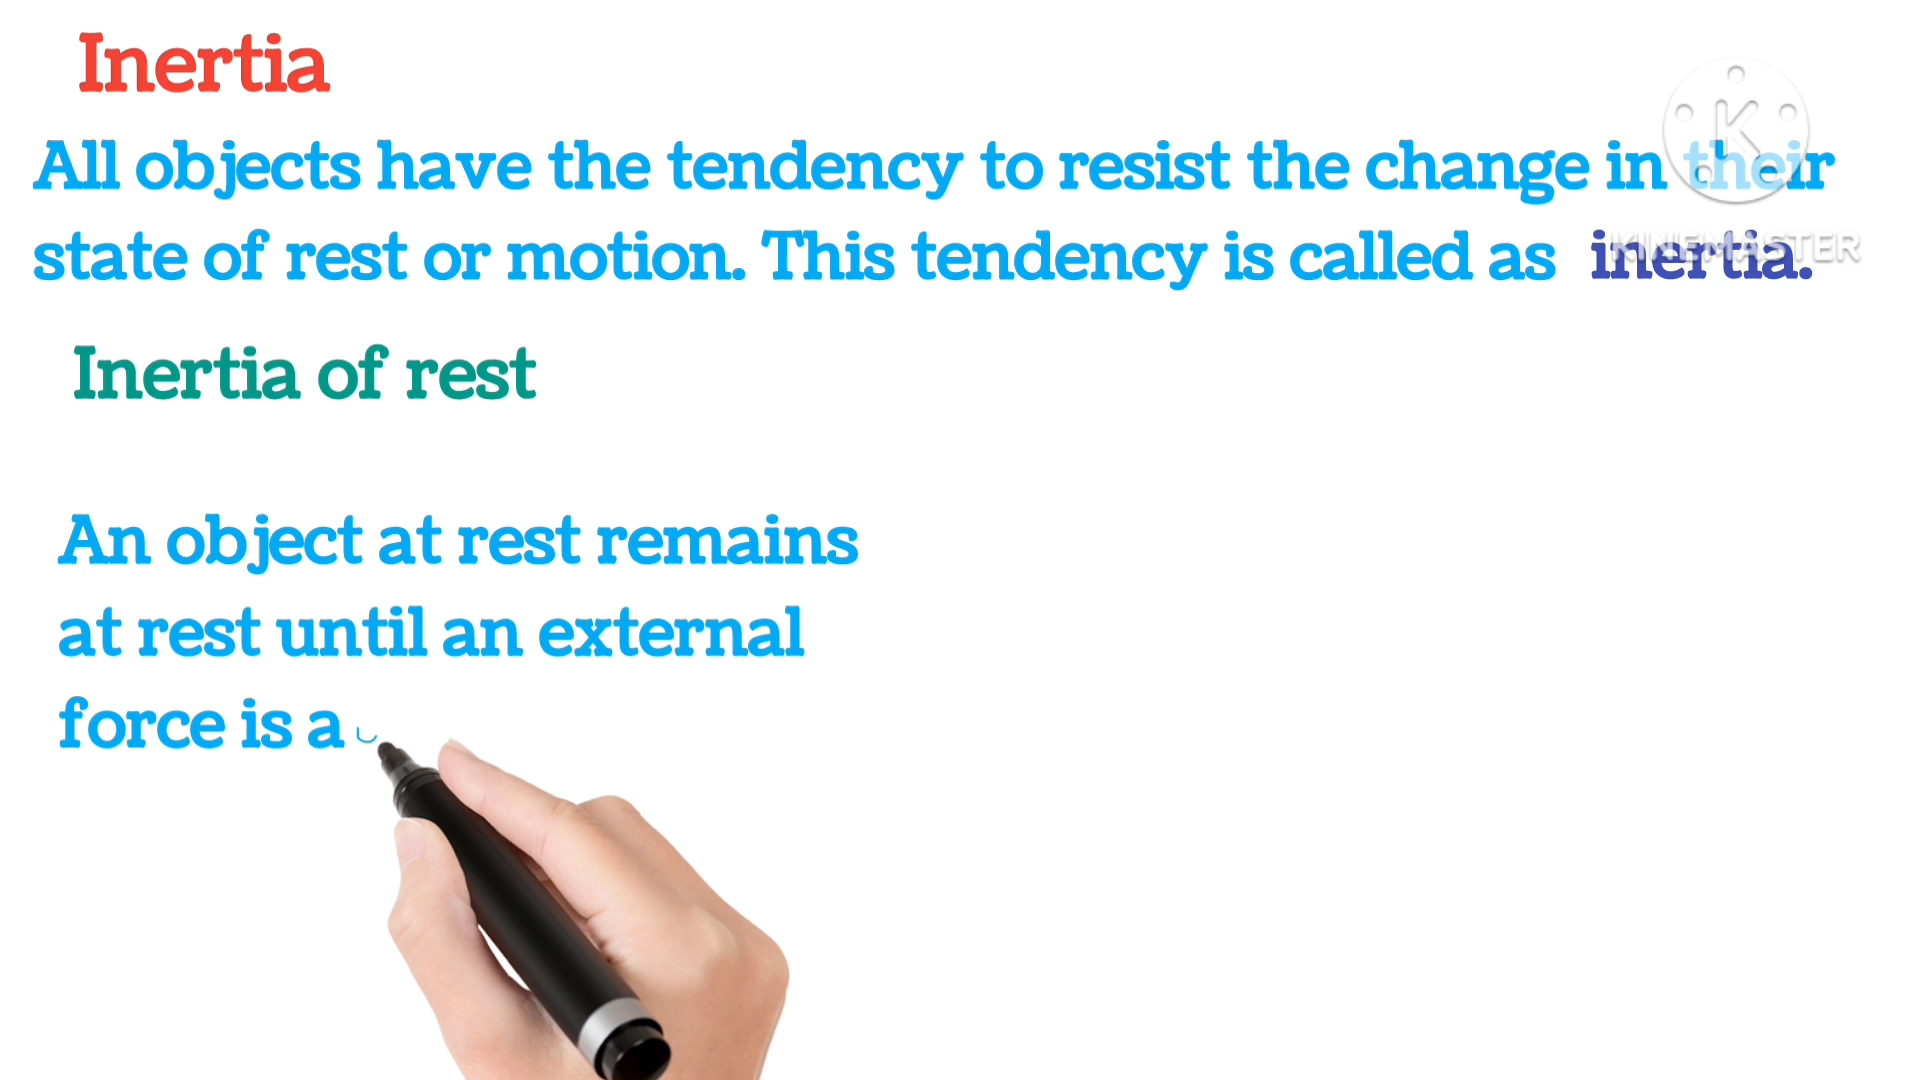 Inertia
All objects have the tendency to resist the change in their
state of rest or motion. This tendency is called as inertia.
KINEMASTER
Inertia of rest
An object at rest remains
at rest until an external
force is a